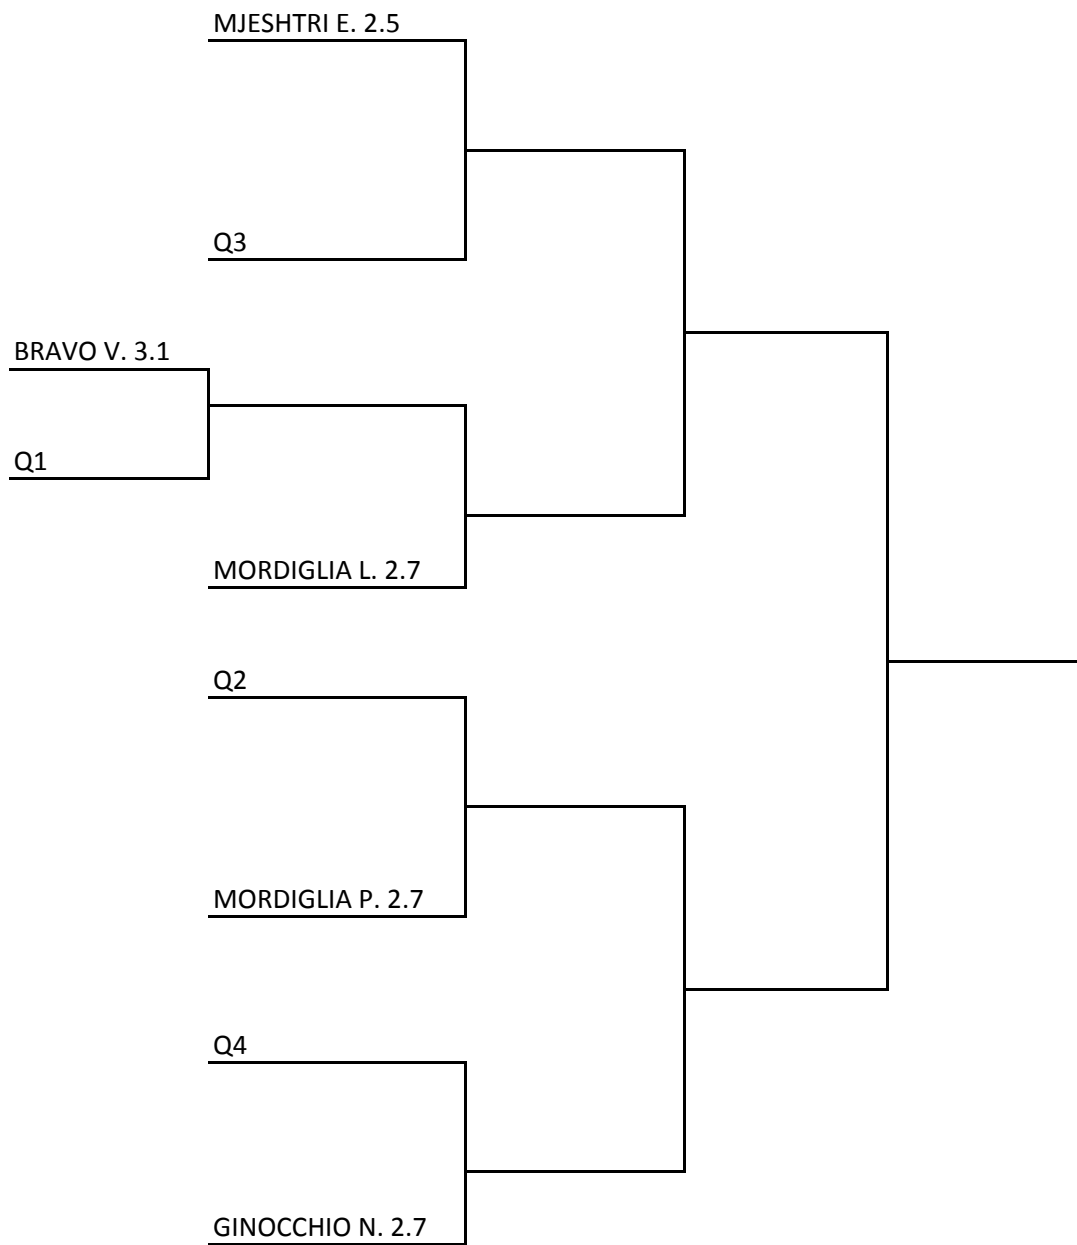 MJESHTRI E. 2.5
Q3
BRAVO V. 3.1
Q1
MORDIGLIA L. 2.7
Q2
MORDIGLIA P. 2.7
Q4
GINOCCHIO N. 2.7